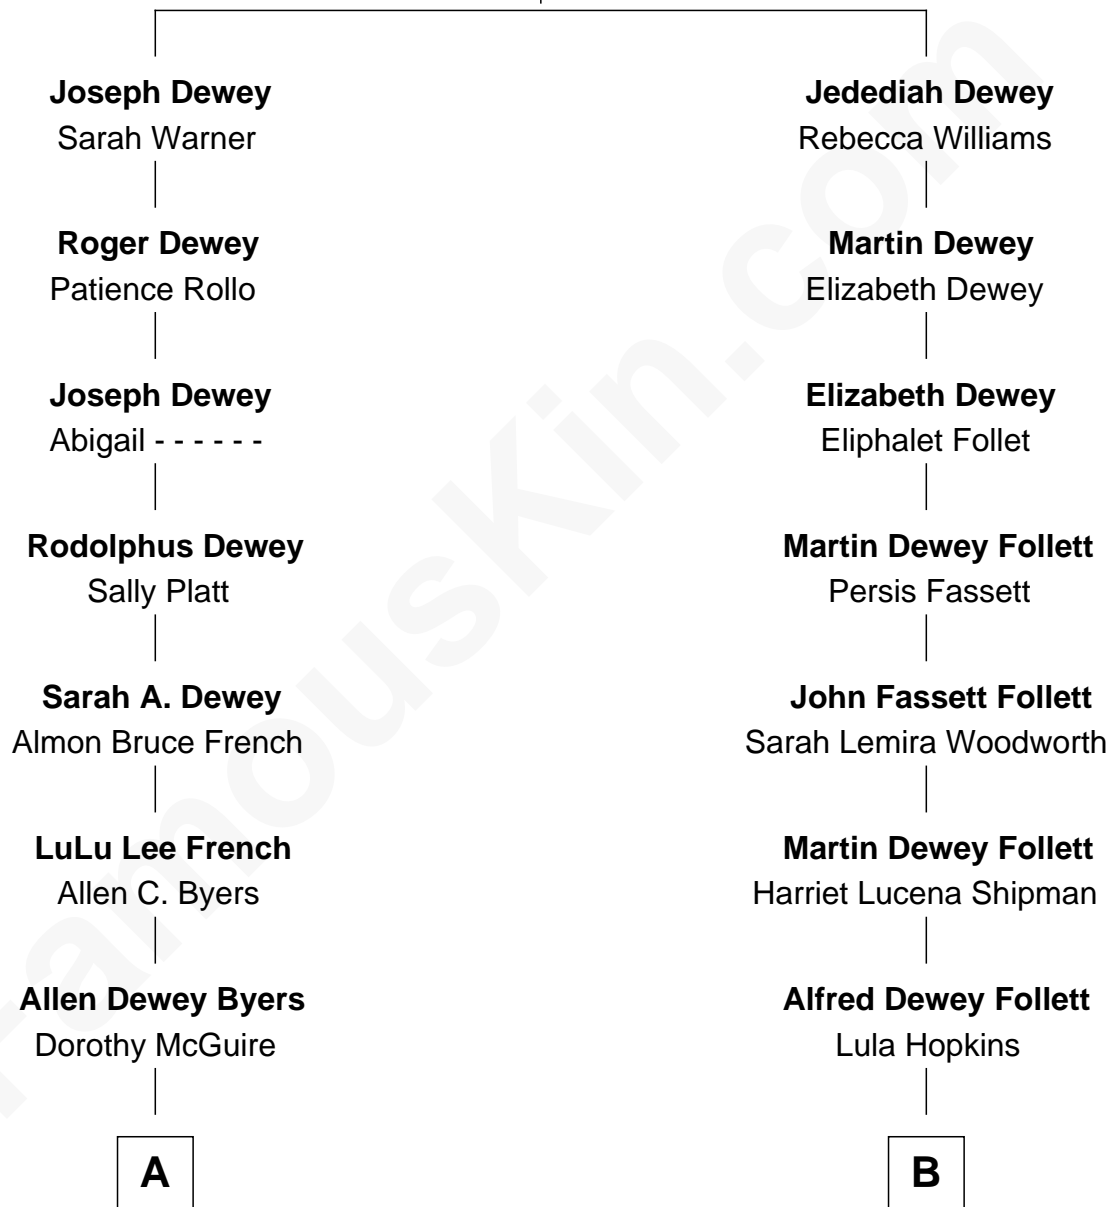 Joseph Dewey
Sarah Warner
Roger Dewey
Patience Rollo
Joseph Dewey
Abigail - - - - - -
Rodolphus Dewey
Sally Platt
Sarah A. Dewey
Almon Bruce French
LuLu Lee French
Allen C. Byers
Allen Dewey Byers
Dorothy McGuire
A
Jedediah Dewey
Rebecca Williams
Martin Dewey
Elizabeth Dewey
Elizabeth Dewey
Eliphalet Follet
Martin Dewey Follett
Persis Fassett
John Fassett Follett
Sarah Lemira Woodworth
Martin Dewey Follett
Harriet Lucena Shipman
Alfred Dewey Follett
Lula Hopkins
B
FamousKin.com